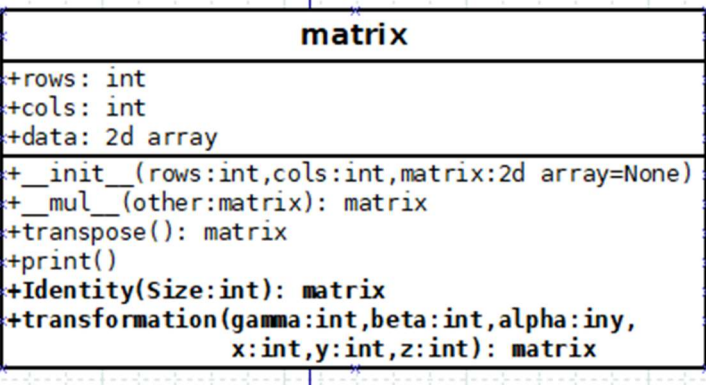 matrix
+rows: int
+cols: int
+data: 2d array
+__init__(rows:int,cols:int,matrix:2d array=None)
+__mul__(other:matrix): matrix
+transpose(): matrix
+print()
+Identity(Size:int): matrix
+transformation(gamma:int,beta:int,alpha:iny,
x:int,y:int,z:int): matrix